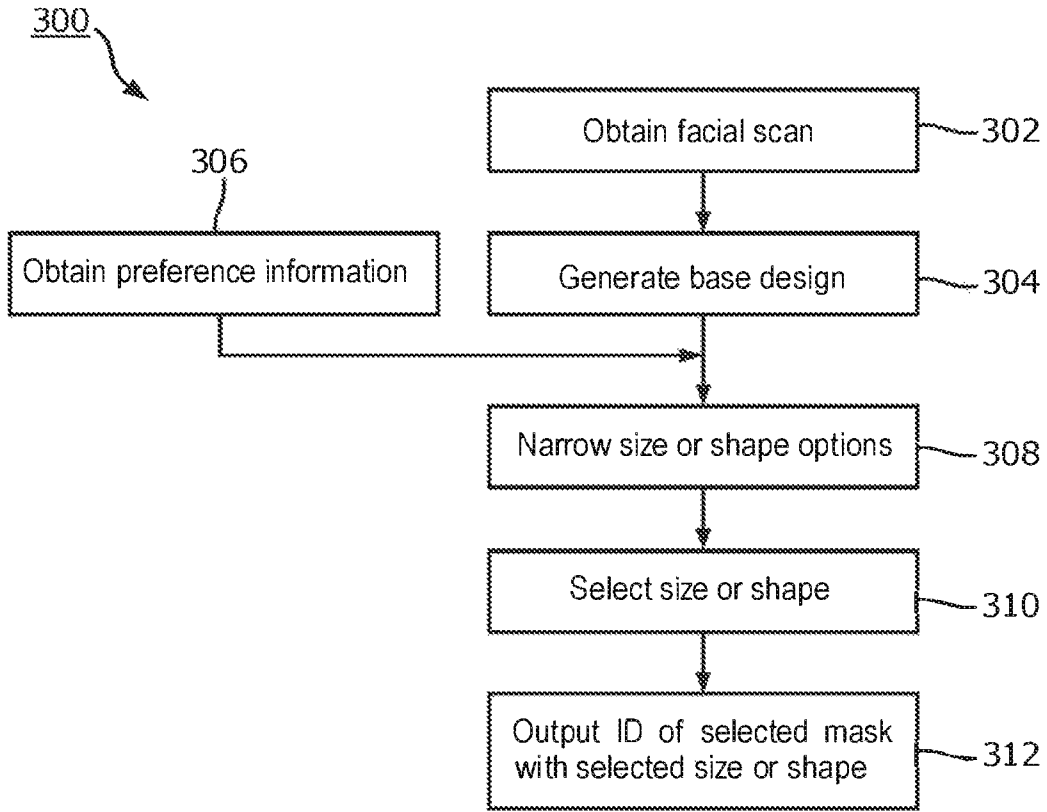 300
Obtain facial scan
302
306
Obtain preference information
Generate base design
304
Narrow size or shape options
308
Select size or shape
310
Output ID of selected mask
with selected size or shape
312